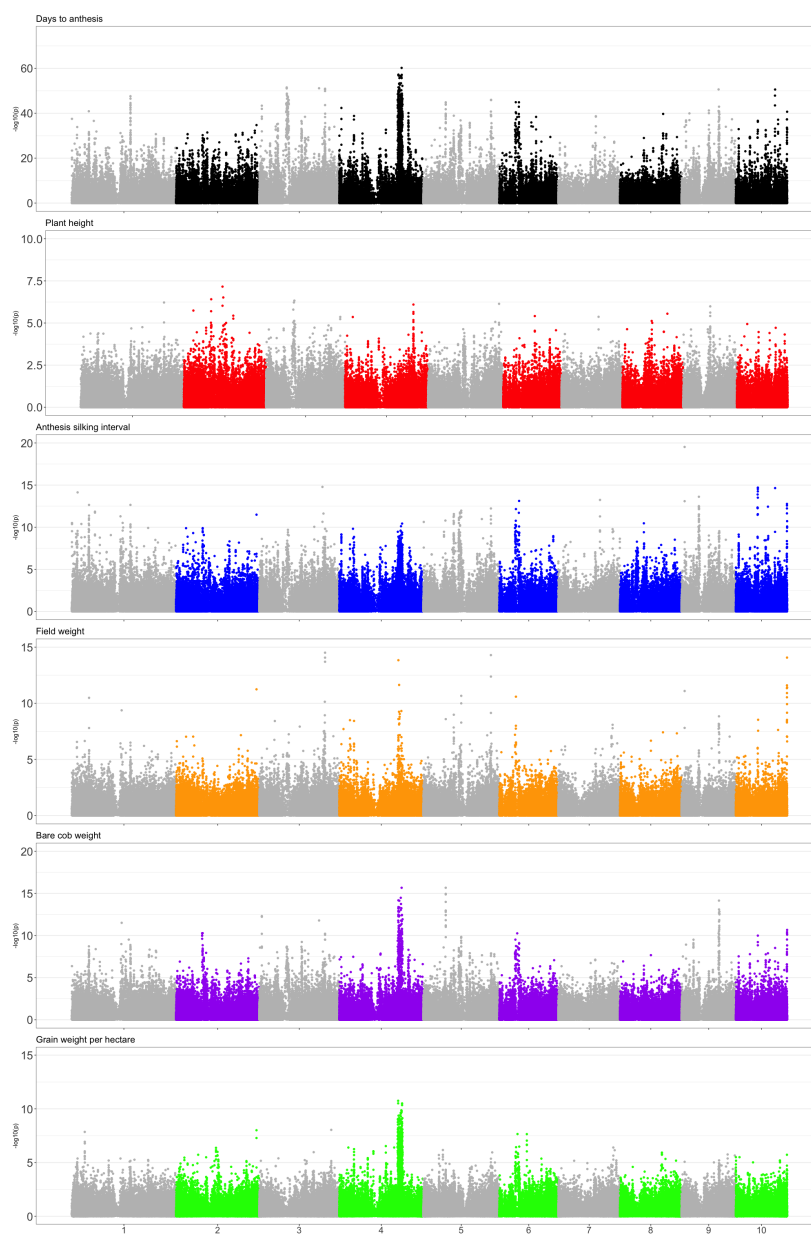 Days to anthesis
60
40
20
0
-log10(p)
Plant height
10.0
7.5
5.0
2.5
0.0
-log10(p)
Anthesis silking interval
20
15
10
5
0
-log10(p)
Field weight
15
10
5
0
-log10(p)
Bare cob weight
20
15
10
5
0
-log10(p)
Grain weight per hectare
15
10
5
0
-log10(p)
1 2 3 4 5 6 7 8 9 10